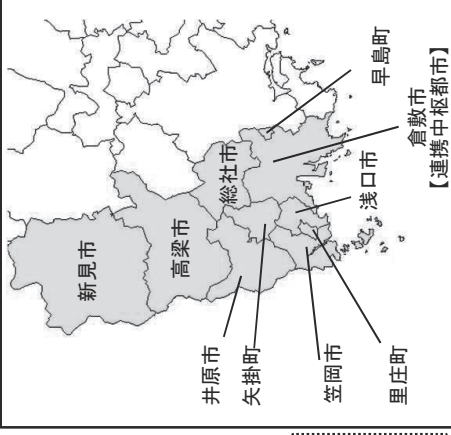 新見市
高梁市
総社市
早島町
倉敷市
【連携中枢都市】
浅口市
井原市
矢掛町
笠岡市
里庄町